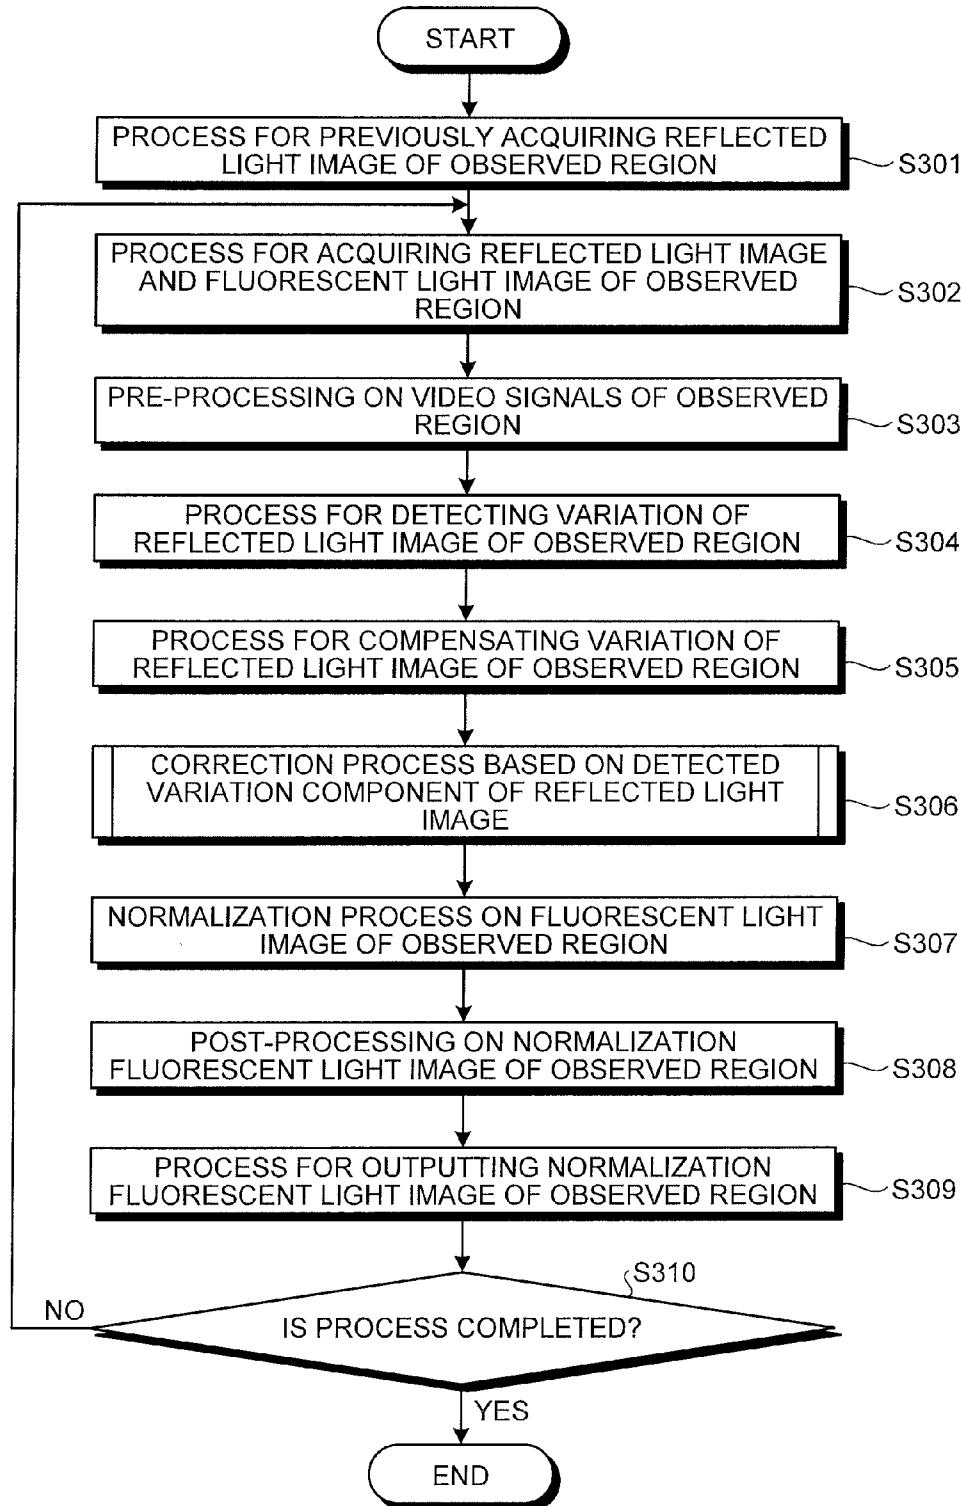 START
PROCESS FOR PREVIOUSLY ACQUIRING REFLECTED
LIGHT IMAGE OF OBSERVED REGION
S301
PROCESS FOR ACQUIRING REFLECTED LIGHT IMAGE
AND FLUORESCENT LIGHT IMAGE OF OBSERVED
REGION
S302
PRE-PROCESSING ON VIDEO SIGNALS OF OBSERVED
REGION
S303
PROCESS FOR DETECTING VARIATION OF
REFLECTED LIGHT IMAGE OF OBSERVED REGION
S304
PROCESS FOR COMPENSATING VARIATION OF
REFLECTED LIGHT IMAGE OF OBSERVED REGION
S305
CORRECTION PROCESS BASED ON DETECTED
VARIATION COMPONENT OF REFLECTED LIGHT
IMAGE
S306
NORMALIZATION PROCESS ON FLUORESCENT LIGHT
IMAGE OF OBSERVED REGION
S307
POST-PROCESSING ON NORMALIZATION
FLUORESCENT LIGHT IMAGE OF OBSERVED REGION
S308
PROCESS FOR OUTPUTTING NORMALIZATION
FLUORESCENT LIGHT IMAGE OF OBSERVED REGION
S309
S310
NO
IS PROCESS COMPLETED?
YES
END